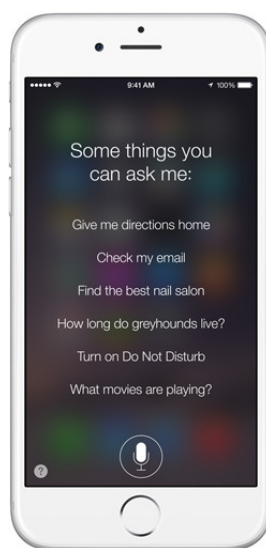 9:41 AM 100%
Some things you
can ask me:
Give me directions home
Check my email
Find the best nail salon
How long do greyhounds live?
Turn on Do Not Disturb
What movies are playing?
?